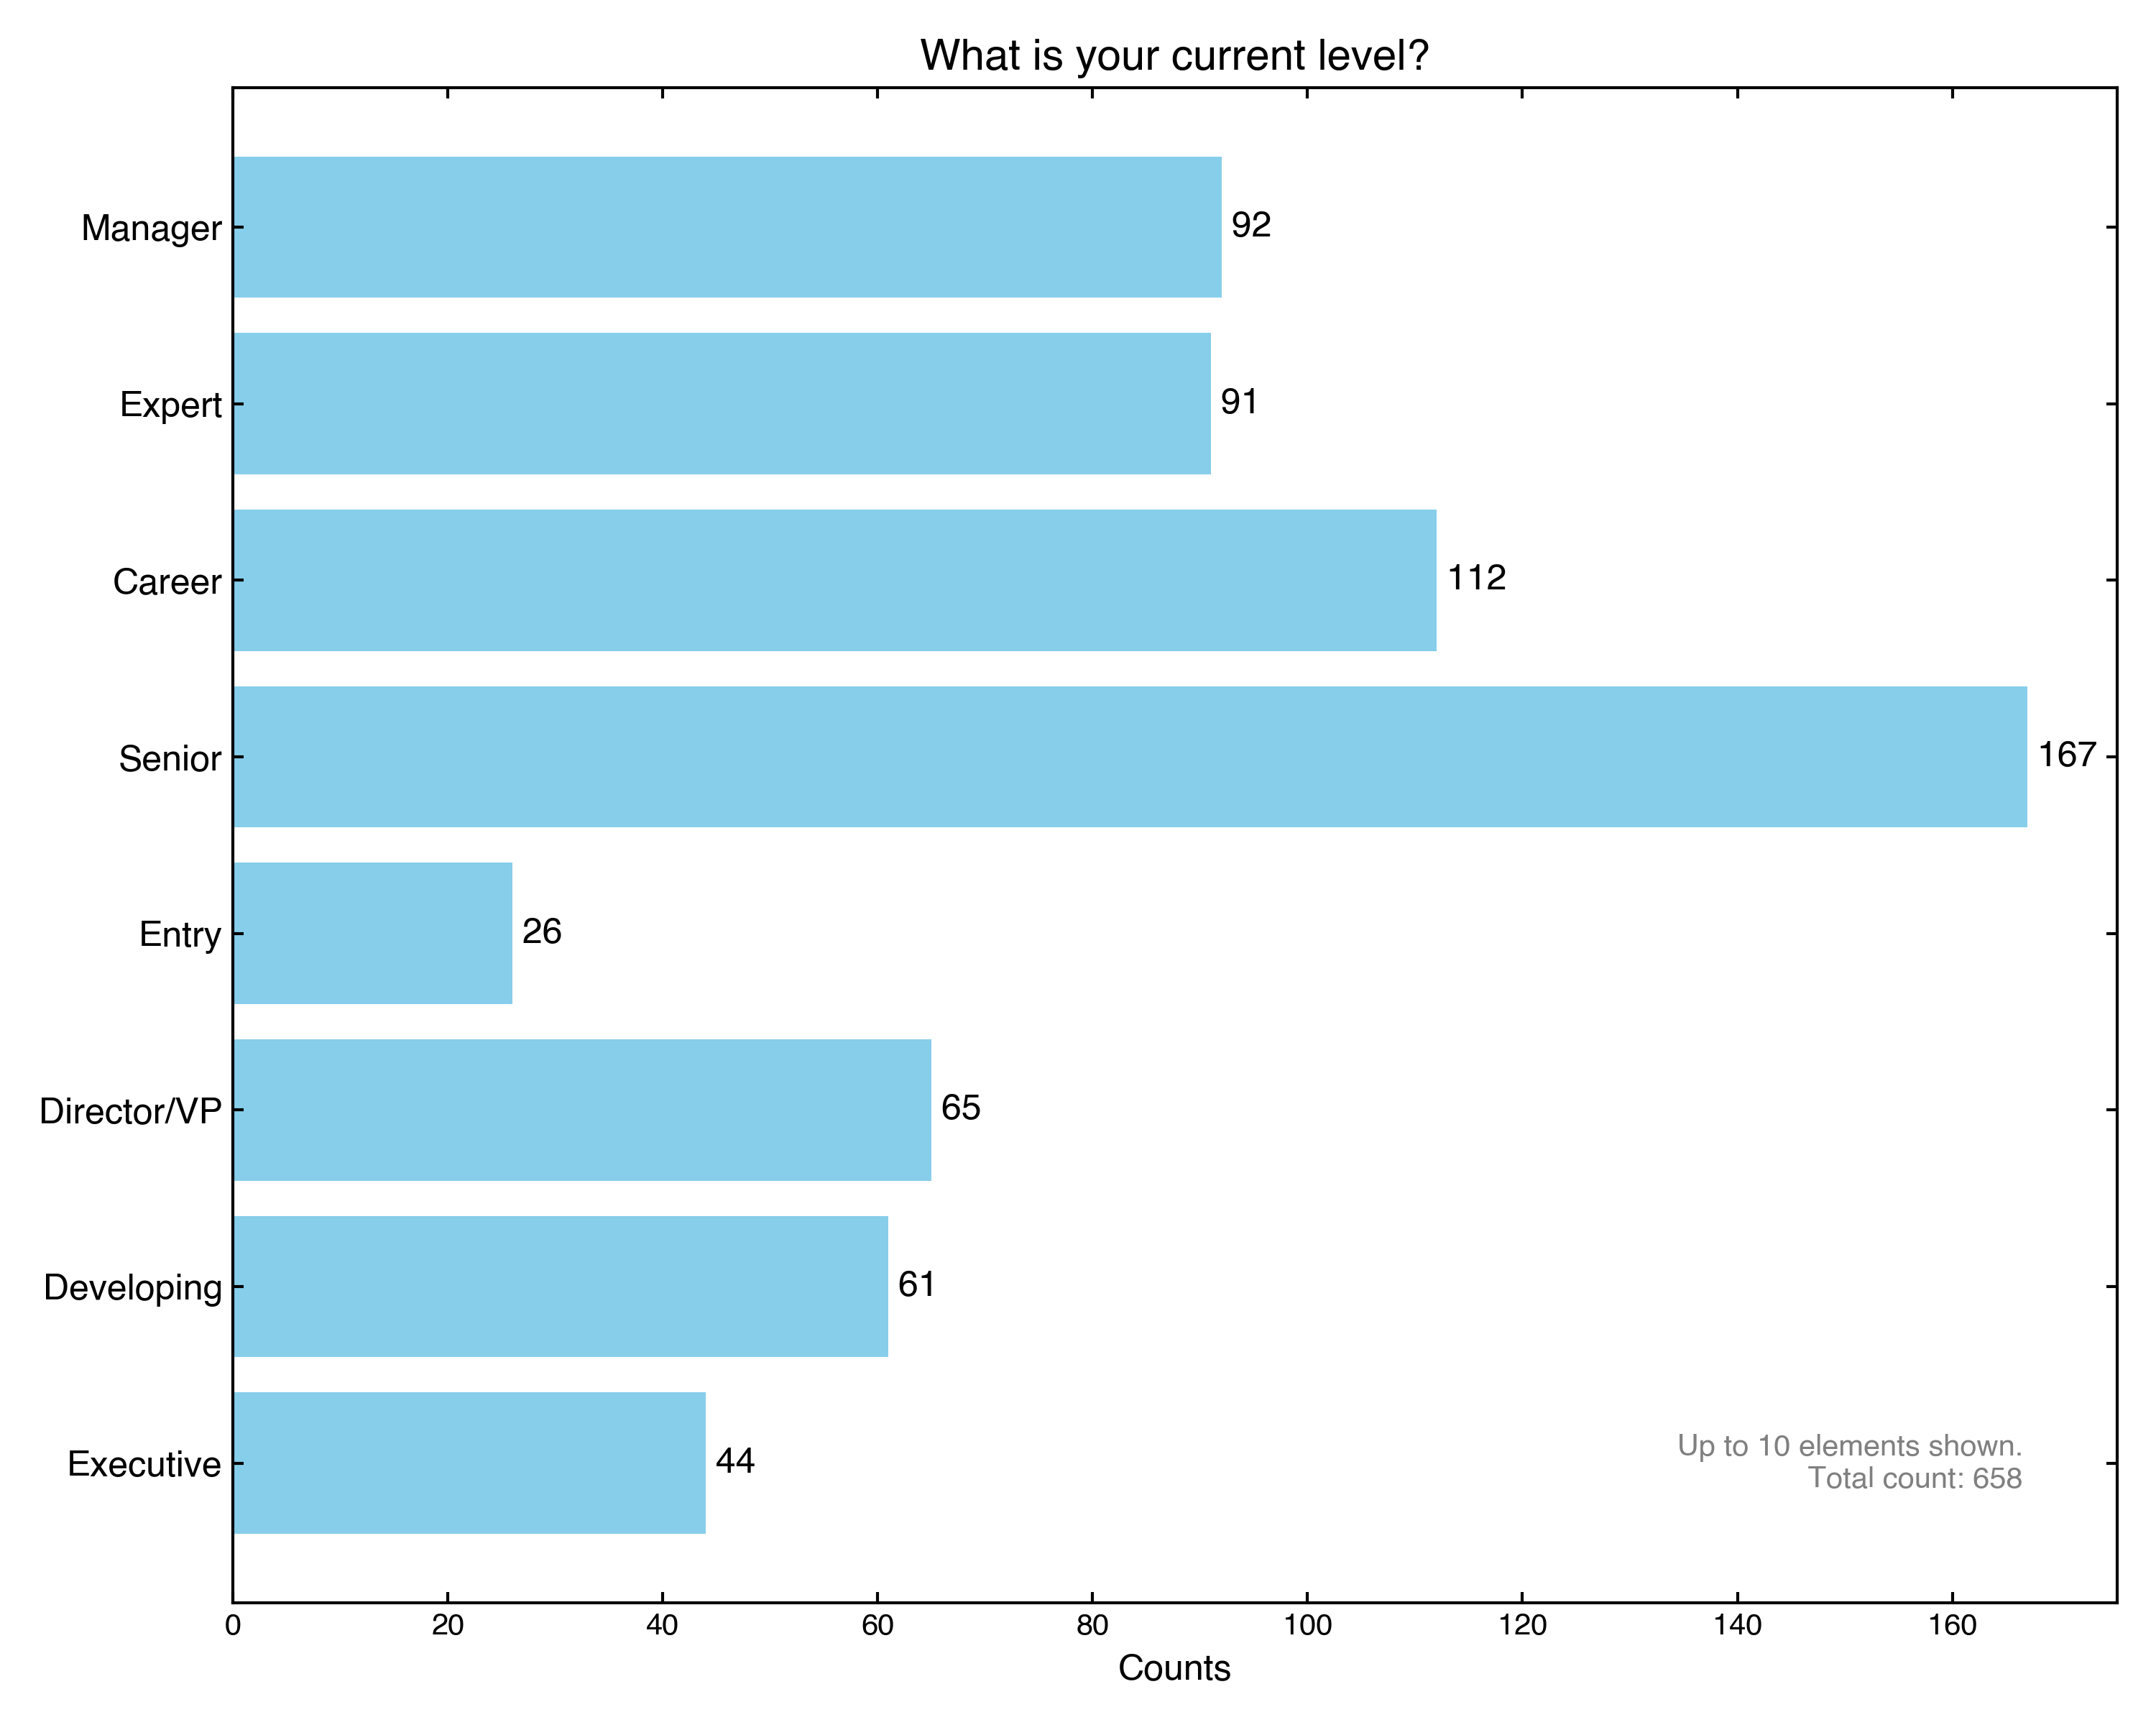 What is your current level?
Manager
92
Expert
91
Career
112
Senior
167
Entry
26
Director/VP
65
Developing
61
Executive
44
Up to 10 elements shown.
Total count: 658
0 20 40 60 80 100 120 140 160
Counts